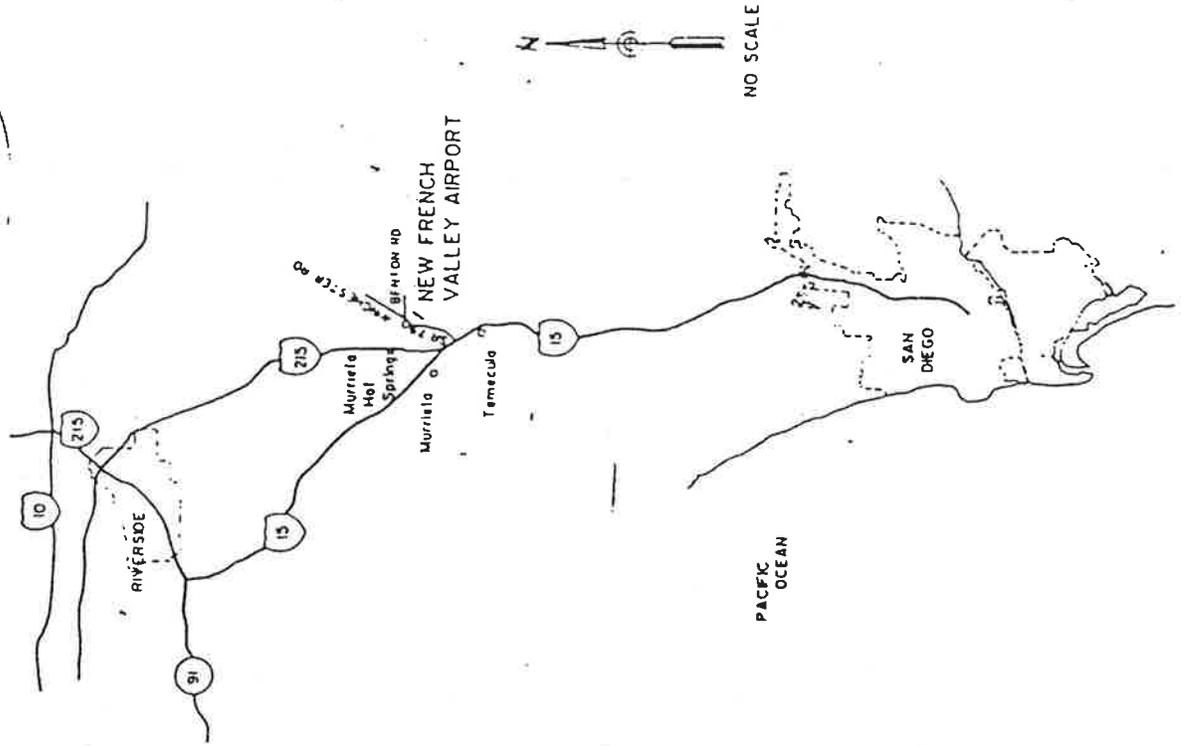 N
NO SCALE
10
215
RIVERSIDE
91
15
215
Murrieta
Hot
Springs
BENTON RD
NEW FRENCH
VALLEY AIRPORT
Murrieta
Temecula
15
SAN
DIEGO
PACIFIC
OCEAN